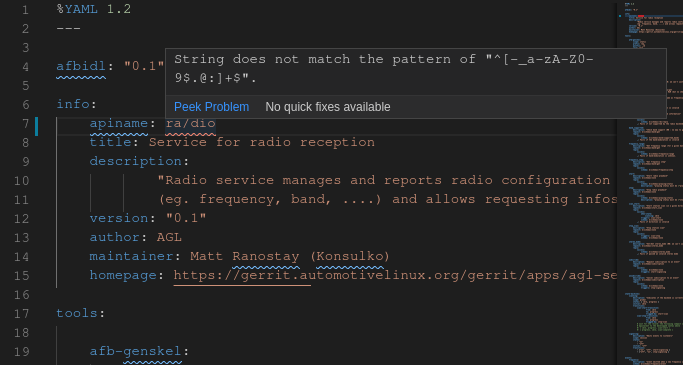 1 %YAML 1.2
2 ---
3
4 afbidl: "0.1"
String does not match the pattern of "^[-_a-zA-Z0-
9$.@:]+$".
Peek Problem No quick fixes available
5
6 info:
7 apiname: ra/dio
8 title: Service for radio reception
9 description:
10 "Radio service manages and reports radio configuration
11 (eg. frequency, band, ....) and allows requesting infos
12 version: "0.1"
13 author: AGL
14 maintainer: Matt Ranostay (Konsulko)
15 homepage: https://gerrit.automotivelinux.org/gerrit/apps/agl-se
16
17 tools:
18
19 afb-genskel: